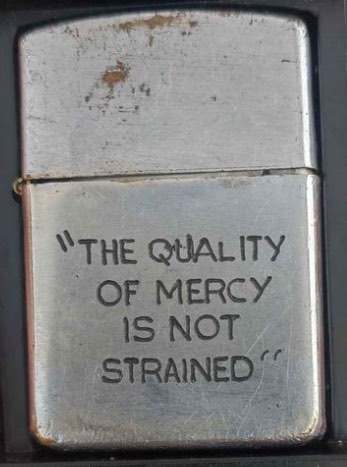 "THE QUALITY
OF MERCY
IS NOT
STRAINED"